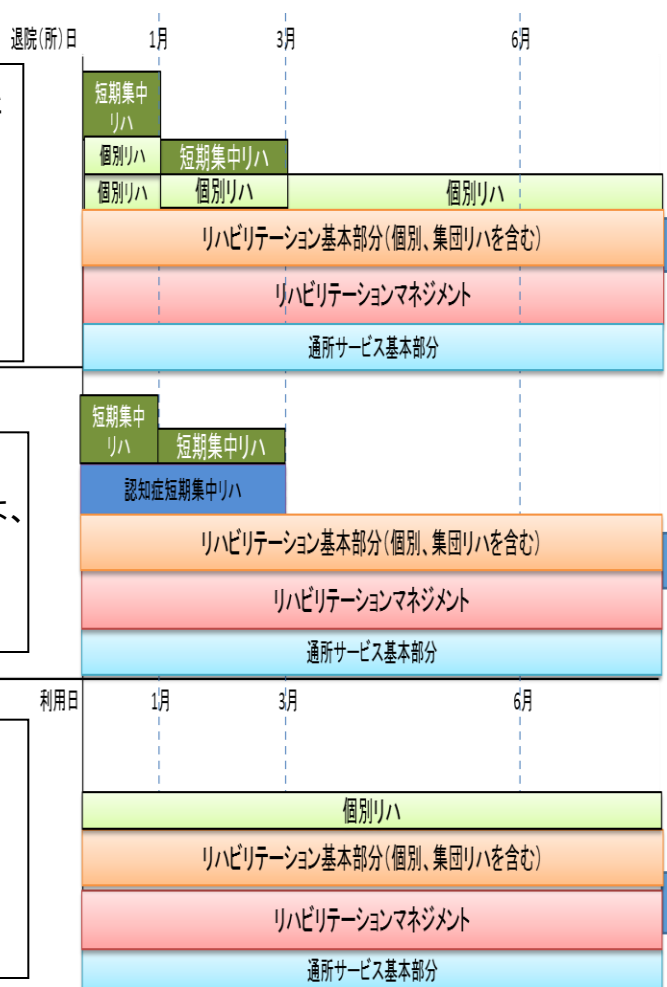 退院(所)日 1月 3月 6月
短期集中
リハ
個別リハ 短期集中リハ
個別リハ 個別リハ 個別リハ
リハビリテーション基本部分(個別、集団リハを含む)
リハビリテーションマネジメント
通所サービス基本部分
短期集中
リハ 短期集中リハ
認知症短期集中リハ
リハビリテーション基本部分(個別、集団リハを含む)
リハビリテーションマネジメント
通所サービス基本部分
利用日 1月 3月 6月
個別リハ
リハビリテーション基本部分(個別、集団リハを含む)
リハビリテーションマネジメント
通所サービス基本部分